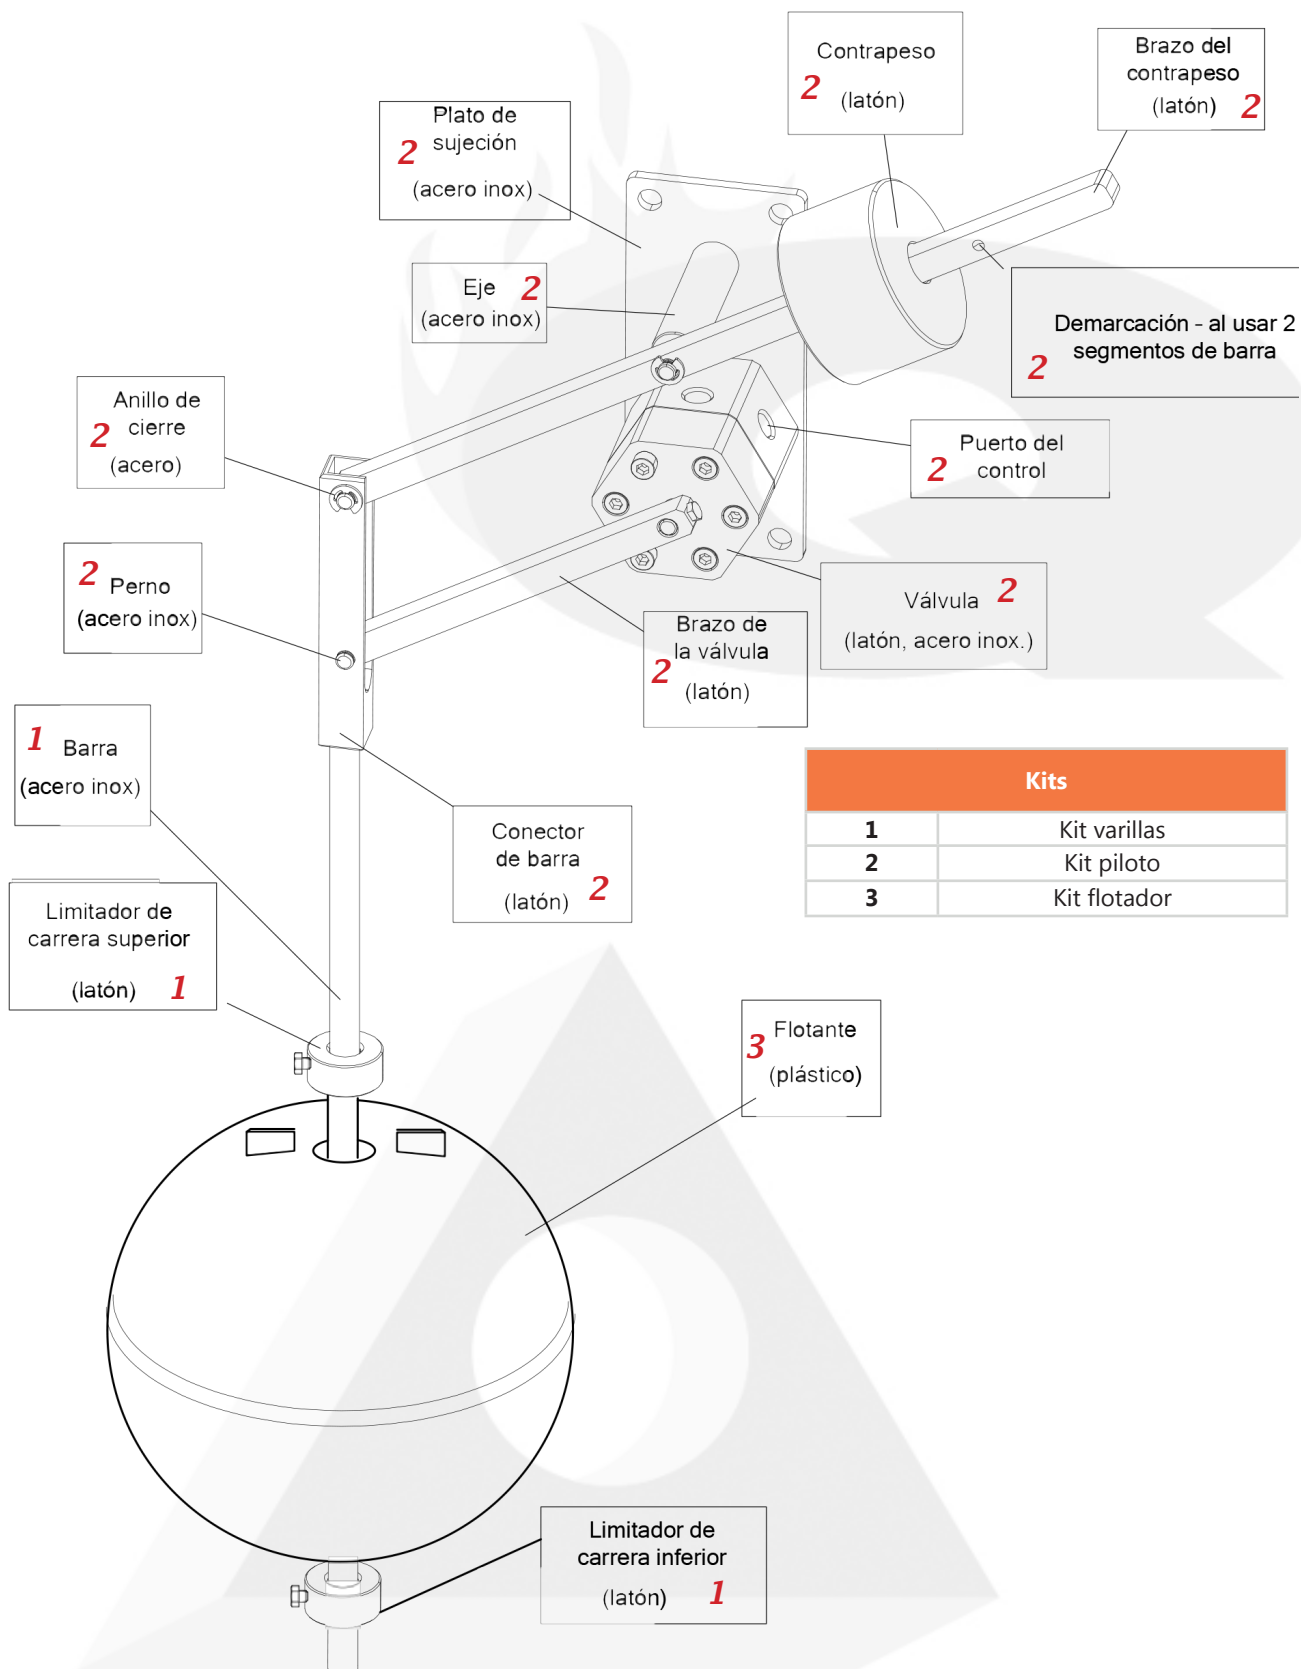 Contrapeso
2
(latón)
Brazo del
contrapeso
(latón) 2
Plato de
2 sujeción
(acero inox)
Eje 2
(acero inox)
Demarcación - al usar 2
segmentos de barra
2
Anillo de
2 cierre
(acero)
Puerto del
2 control
2 Perno
(acero inox)
Válvula 2
(latón, acero inox.)
Brazo de
la válvula
2
(latón)
1 Barra
(acero inox)
Kits
1 Kit varillas
2 Kit piloto
3 Kit flotador
Conector
de barra
(latón) 2
Limitador de
carrera superior
(latón) 1
Flotante
3
(plástico)
Limitador de
carrera inferior
(latón) 1